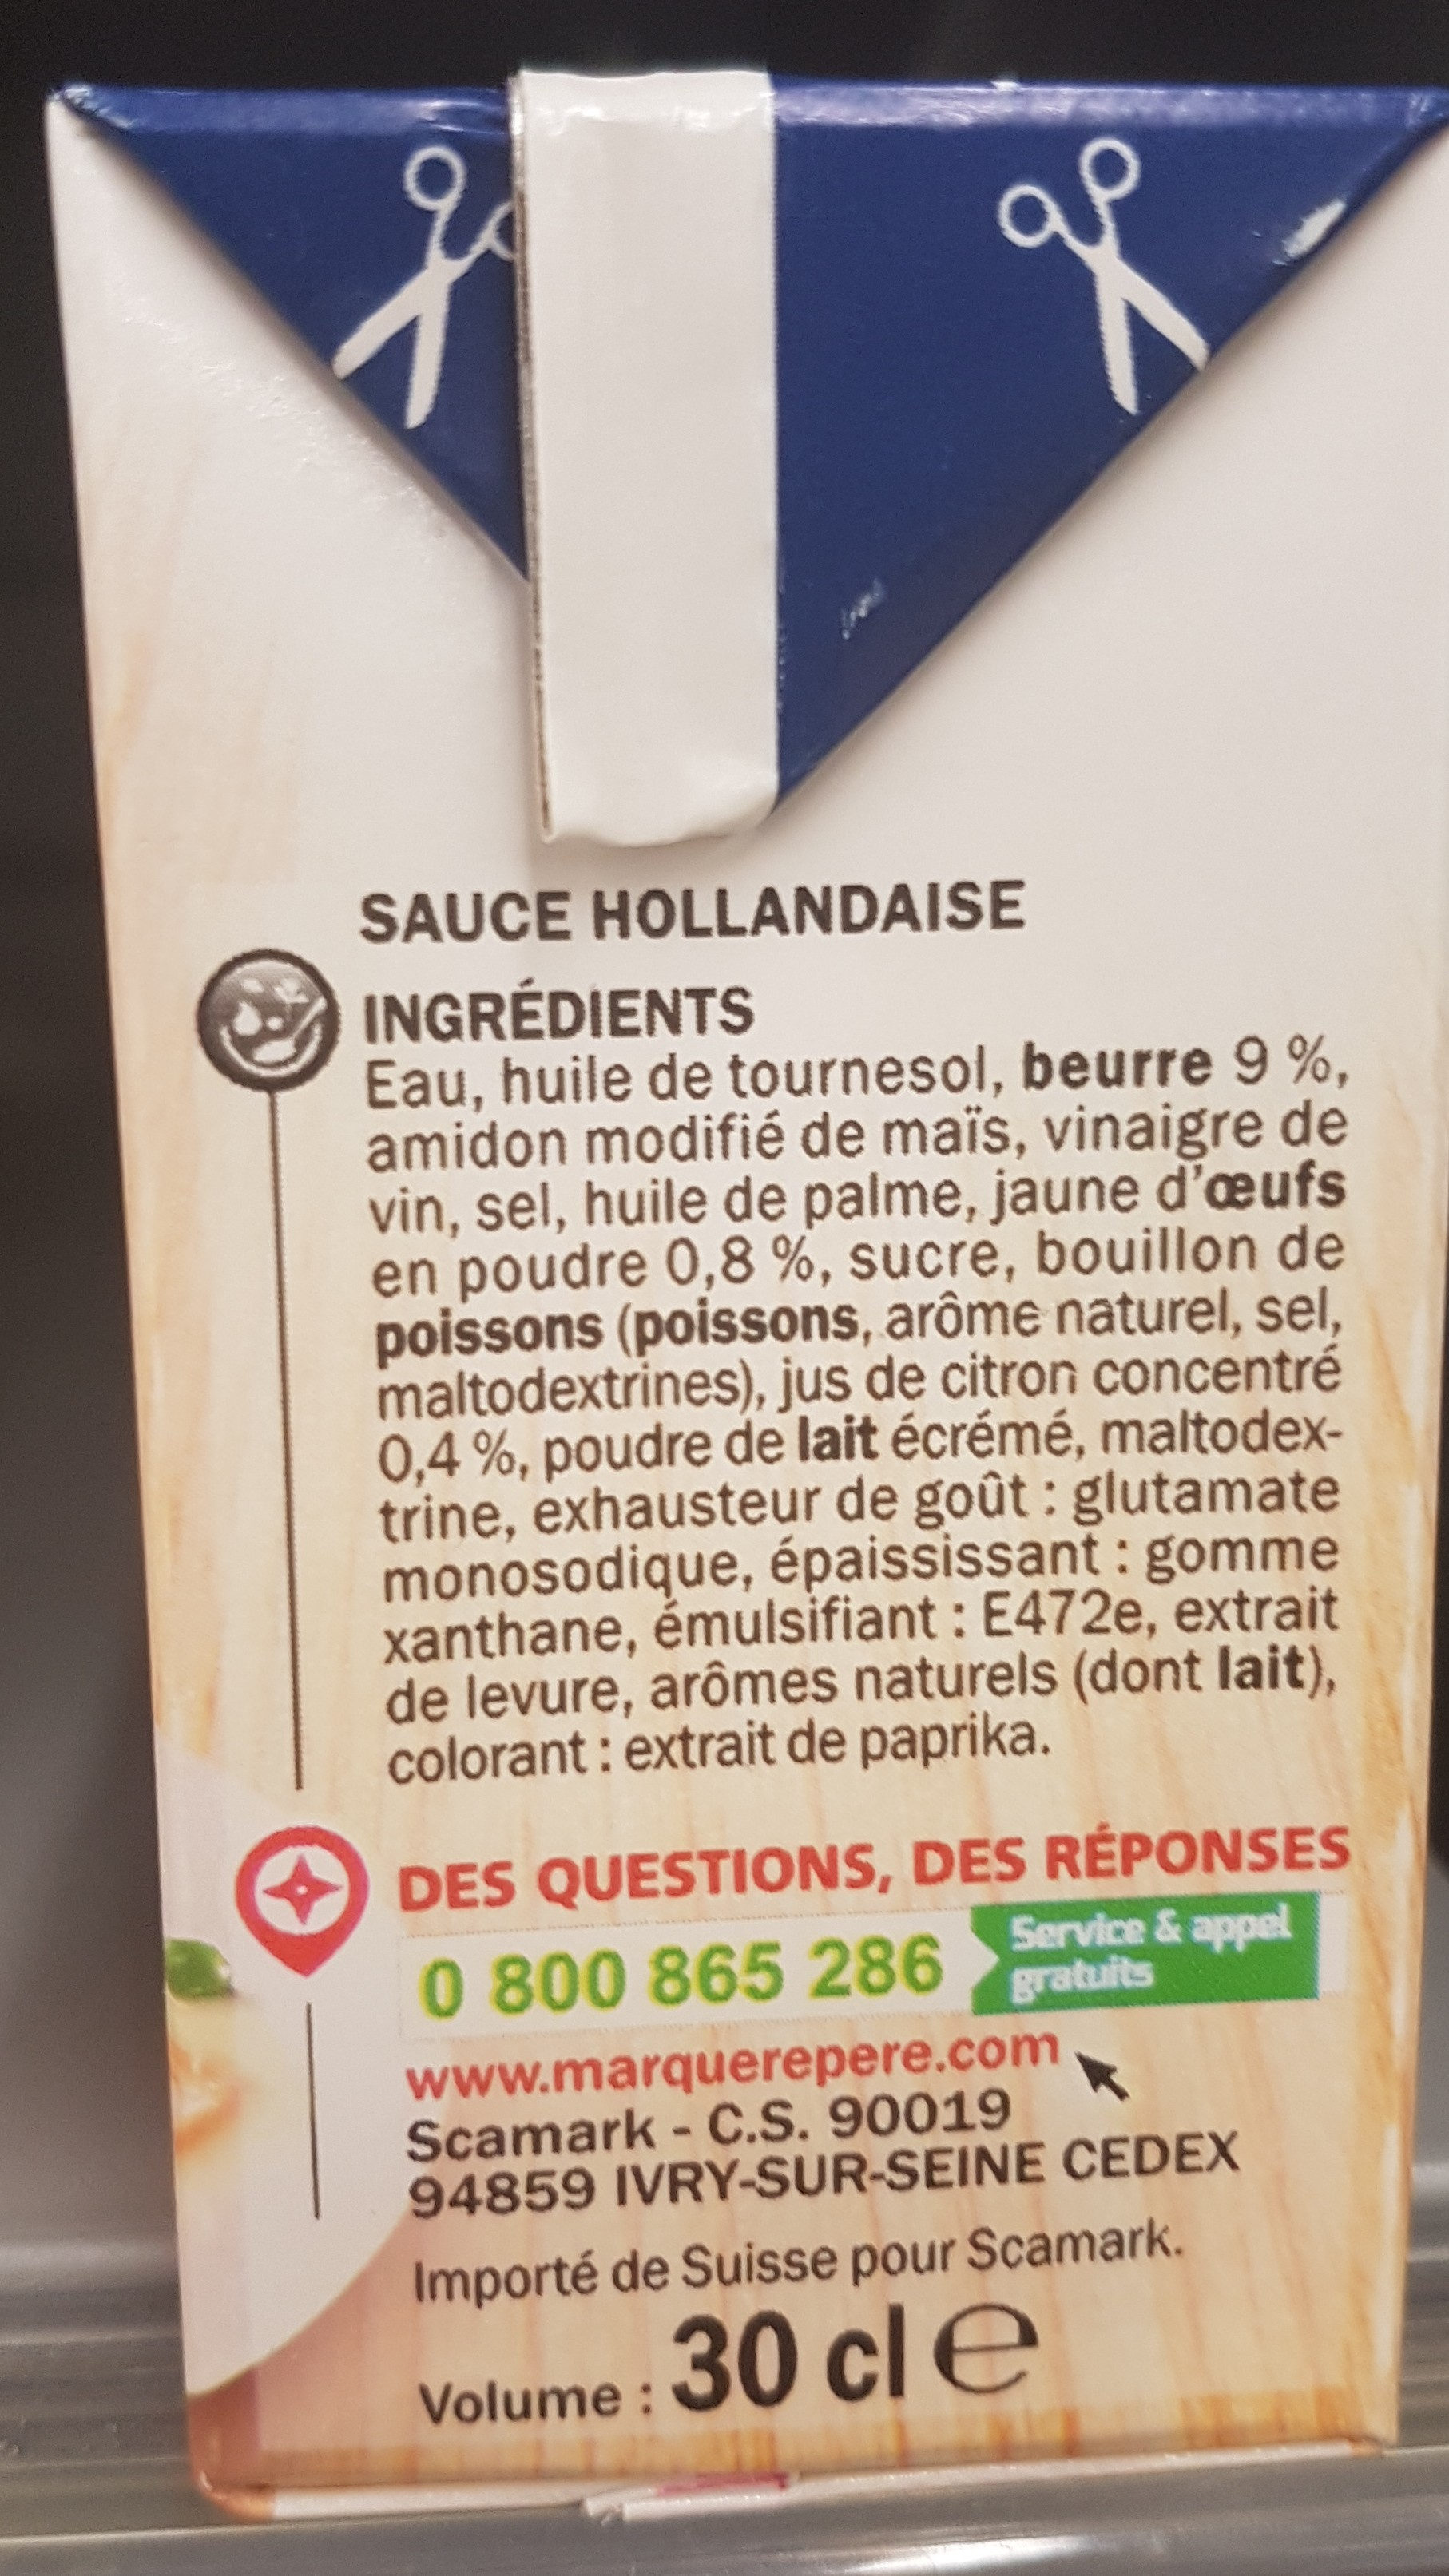 SAUCE HOLLANDAISE
INGRÉDIENTS
Eau, huile de tournesol, beurre 9 %,
amidon modifié de maïs, vinaigre de
vin, sel, huile de palme, jaune d'œufs
en poudre 0,8 %, sucre, bouillon de
poissons (poissons, arôme naturel, sel,
maltodextrines), jus de citron concentré
0,4 %, poudre de lait écrémé, maltodex-
trine, exhausteur de goût : glutamate
monosodique, épaississant : gomme
xanthane, émulsifiant : E472e, extrait
de levure, arômes naturels (dont lait),
colorant : extrait de paprika.
DES QUESTIONS, DES RÉPONSES
0 800 865 286 Service & appel
gratuits
www.marquerepere.com
Scamark - C.S. 90019
94859 IVRY-SUR-SEINE CEDEX
Importé de Suisse pour Scamark.
Volume : 30 cl ℮